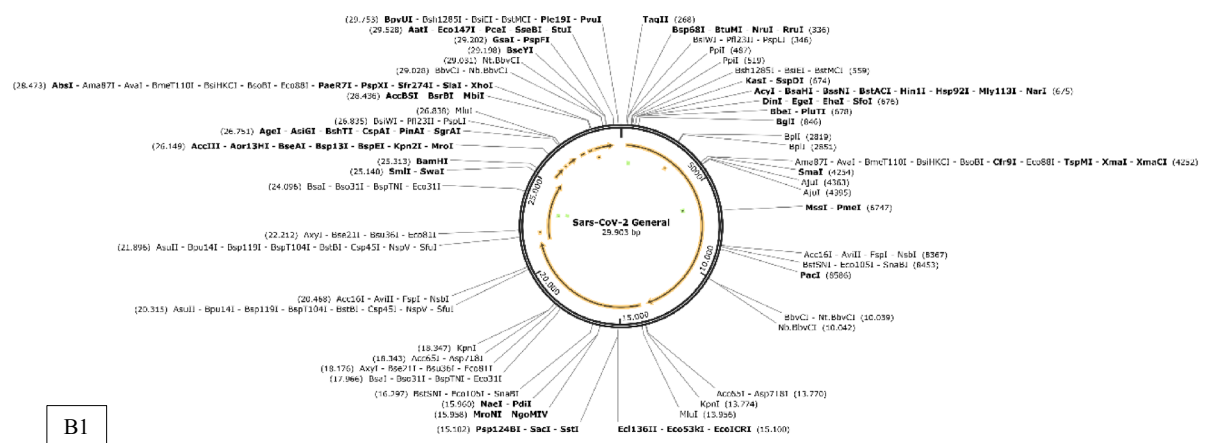 (29.753) BpvUI - Bsh1285I - BsiCI - BstMCI - Ple19I - PvuI
(29.528) AatI - Eco147I - PceI - SseBI - StuI
(29.202) GsaI - PspFI
(29.198) BseYI
(29.031) Nt.BbvCI
(29.028) BbvCI - Nb.BbvCI
(28.473) AbsI - Ama87I - AvaI - BmeT110I - BsiHKCI - BsoBI - Eco88I - PaeR7I - PspXI - Sfr274I - SlaI - XhoI
(28.436) AccBSI - BsrBI - MbiI
(26.838) MluI
(26.835) BsiWI - Pfl23II - PspLI
(26.751) AgeI - AsiGI - BshTI - CspAI - PinAI - SgrAI
(26.149) AccIII - Aor13HI - BseAI - Bsp13I - BspEI - Kpn2I - MroI
(25.313) BamHI
(25.140) SmiI - SwaI
(24.096) BsaI - Bso31I - BspTNI - Eco31I
(22.212) AxyI - Bse21I - Bsu36I - Eco81I
(21.896) AsuII - Bpu14I - Bsp119I - BspT104I - BstBI - Csp45I - NspV - SfuI
(20.468) Acc16I - AviII - FspI - NsbI
(20.315) AsuII - Bpu14I - Bsp119I - BspT104I - BstBI - Csp45I - NspV - SfuI
(18.347) KpnI
(18.343) Acc65I - Asp718I
(18.176) AxyI - Bse21I - Bsu36I - Eco81I
(17.966) BsaI - Bso31I - BspTNI - Eco31I
(16.297) BstSNI - Eco105I - SnaBI
(15.960) NaeI - PdiI
(15.958) MroNI - NgoMIV
(15.102) Psp124BI - SacI - SstI
TaqII (268)
Bsp68I - BtuMI - NruI - RruI (336)
BsiWI - Pfl23II - PspLI (346)
PpiI (487)
PpiI (519)
Bsh1285I - BsiEI - BstMCI (559)
KasI - SspDI (674)
AcyI - BsaHI - BssNI - BstACI - Hin1I - Hsp92I - Mly113I - NarI (675)
DinI - EgeI - EheI - SfoI (676)
BbeI - PluTI (678)
BglI (846)
BplI (2819)
BplI (2851)
Ama87I - AvaI - BmeT110I - BsiHKCI - BsoBI - Cfr9I - Eco88I - TspMI - XmaI - XmaCI (4252)
SmaI (4254)
AjuI (4363)
AjuI (4395)
MssI - PmeI (6747)
Acc16I - AviII - FspI - NsbI (8367)
BstSNI - Eco105I - SnaBI (8453)
PacI (8586)
BbvCI - Nt.BbvCI (10.039)
Nb.BbvCI (10.042)
Acc65I - Asp718I (13.770)
KpnI (13.774)
MluI (13.956)
Ecl136II - Eco53kI - EcoICRI (15.100)
5000
10.000
15.000
20.000
25.000
Sars-CoV-2 General
29.903 bp
B1